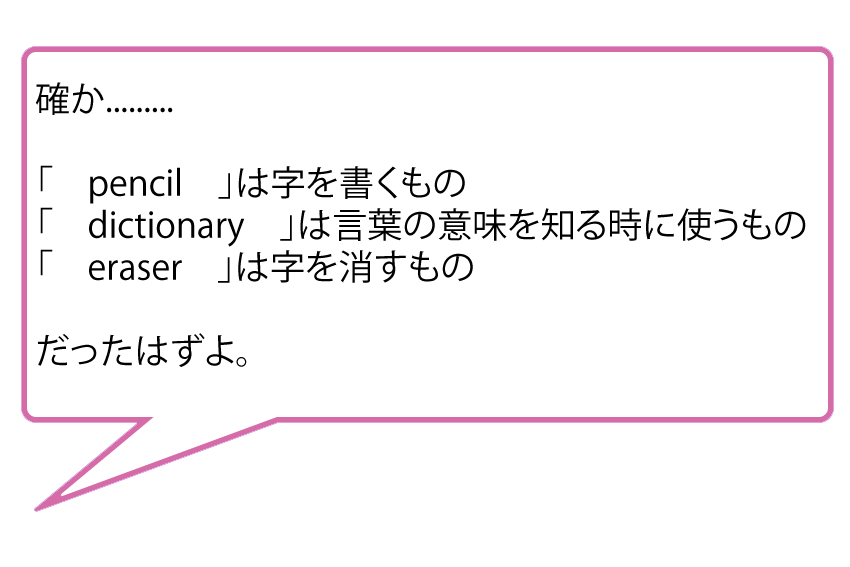 確か.........
「　pencil　」は字を書くもの
「　dictionary　」は言葉の意味を知る時に使うもの
「　eraser　」は字を消すもの
だったはずよ。